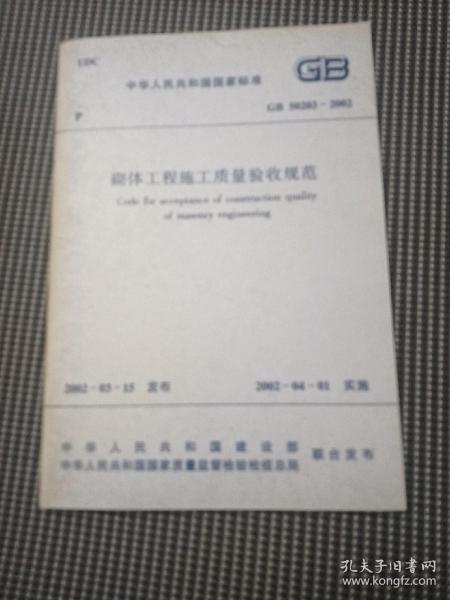 UDC
中华人民共和国国家标准
GB
P
GB 50203-2002
砌体工程施工质量验收规范
Code for acceptance of construction quality
of masonry engineering
2002-03-15 发布
2002-04-01 实施
中华人民共和国建设部
中华人民共和国国家质量监督检验检疫总局
联合发布
孔夫子旧书网
www.kongfz.com